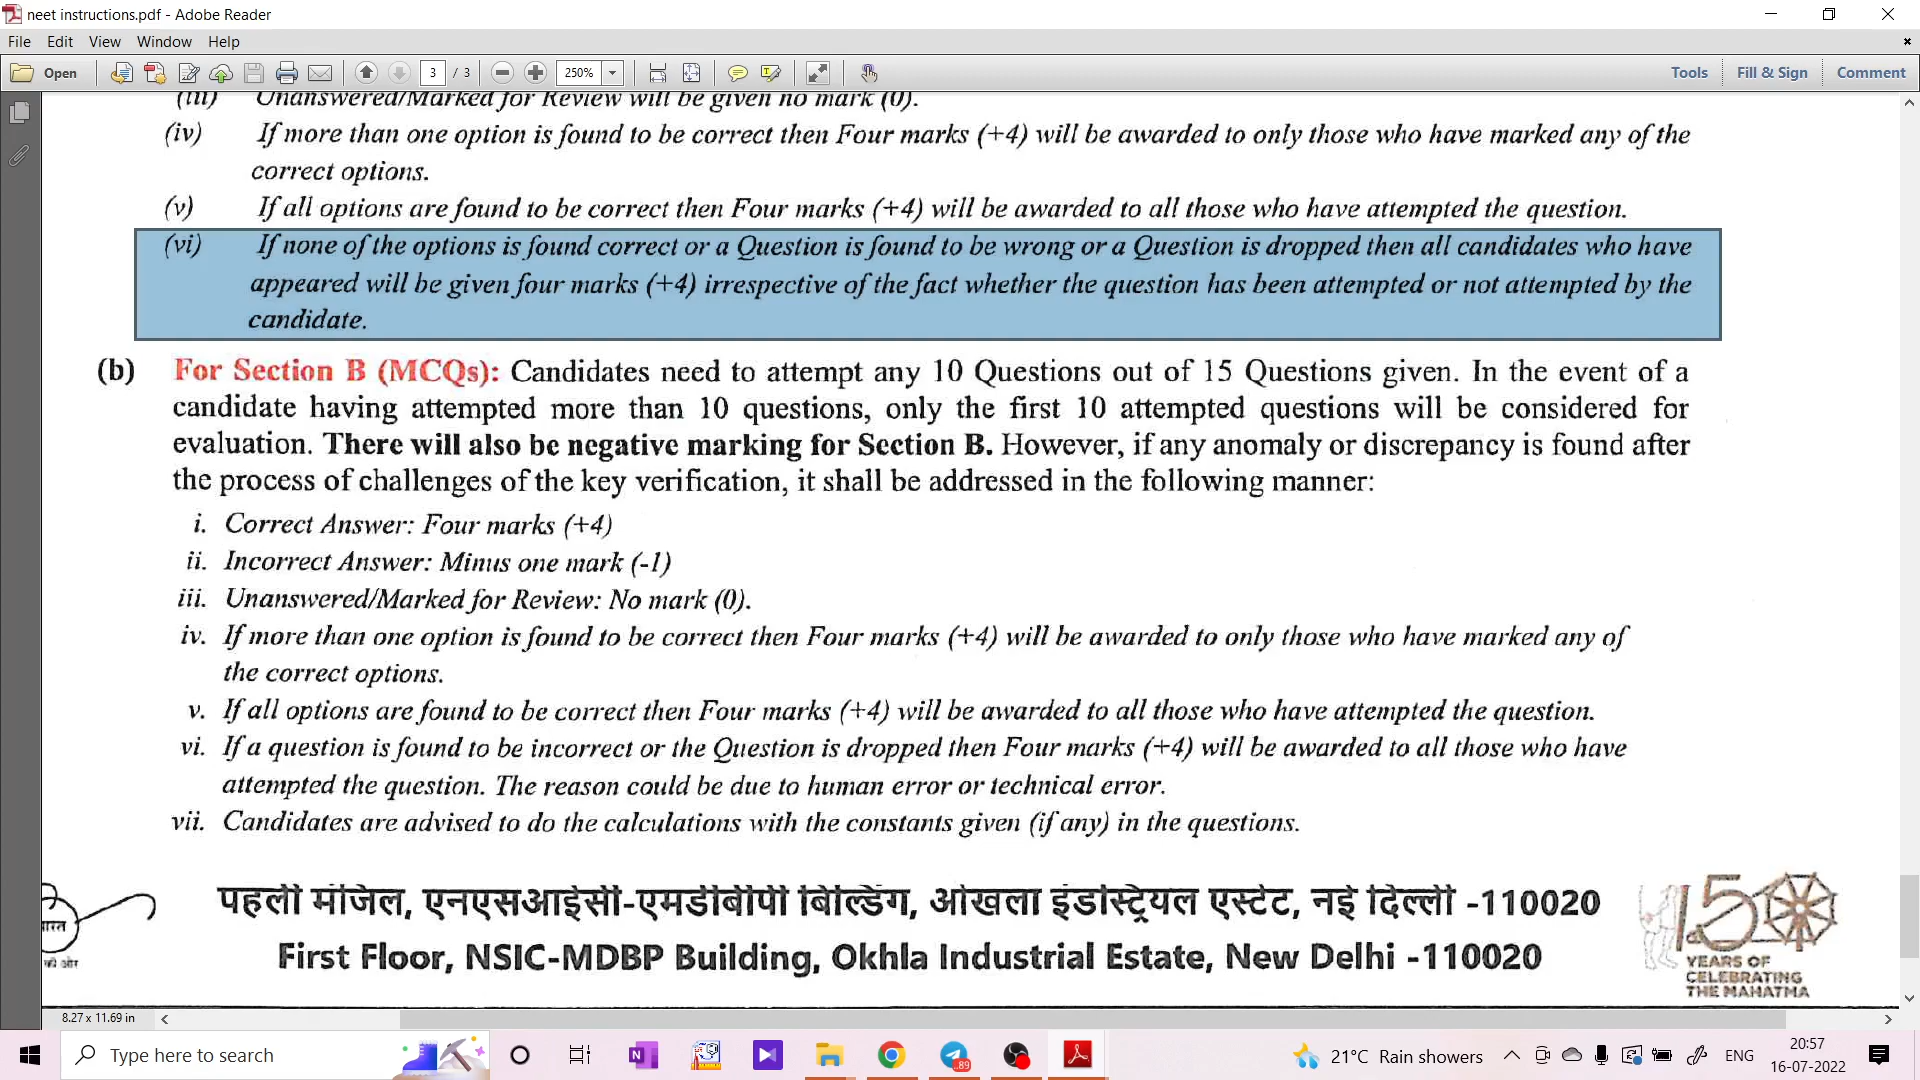 neet instructions.pdf - Adobe Reader
File Edit View Window Help
Open 3 / 3 250% Tools Fill & Sign Comment
(iii) Unanswered/Marked for Review will be given no mark (0).
(iv) If more than one option is found to be correct then Four marks (+4) will be awarded to only those who have marked any of the
correct options.
(v) If all options are found to be correct then Four marks (+4) will be awarded to all those who have attempted the question.
(vi) If none of the options is found correct or a Question is found to be wrong or a Question is dropped then all candidates who have
appeared will be given four marks (+4) irrespective of the fact whether the question has been attempted or not attempted by the
candidate.
(b) For Section B (MCQs): Candidates need to attempt any 10 Questions out of 15 Questions given. In the event of a
candidate having attempted more than 10 questions, only the first 10 attempted questions will be considered for
evaluation. There will also be negative marking for Section B. However, if any anomaly or discrepancy is found after
the process of challenges of the key verification, it shall be addressed in the following manner:
i. Correct Answer: Four marks (+4)
ii. Incorrect Answer: Minus one mark (-1)
iii. Unanswered/Marked for Review: No mark (0).
iv. If more than one option is found to be correct then Four marks (+4) will be awarded to only those who have marked any of
the correct options.
v. If all options are found to be correct then Four marks (+4) will be awarded to all those who have attempted the question.
vi. If a question is found to be incorrect or the Question is dropped then Four marks (+4) will be awarded to all those who have
attempted the question. The reason could be due to human error or technical error.
vii. Candidates are advised to do the calculations with the constants given (if any) in the questions.
पहली मंजिल, एनएसआईसी-एमडीबीपी बिल्डिंग, ओखला इंडस्ट्रियल एस्टेट, नई दिल्ली -110020
First Floor, NSIC-MDBP Building, Okhla Industrial Estate, New Delhi -110020
की ओर
150
YEARS OF
CELEBRATING
THE MAHATMA
8.27 x 11.69 in
Type here to search
89
21°C Rain showers
ENG
20:57
16-07-2022